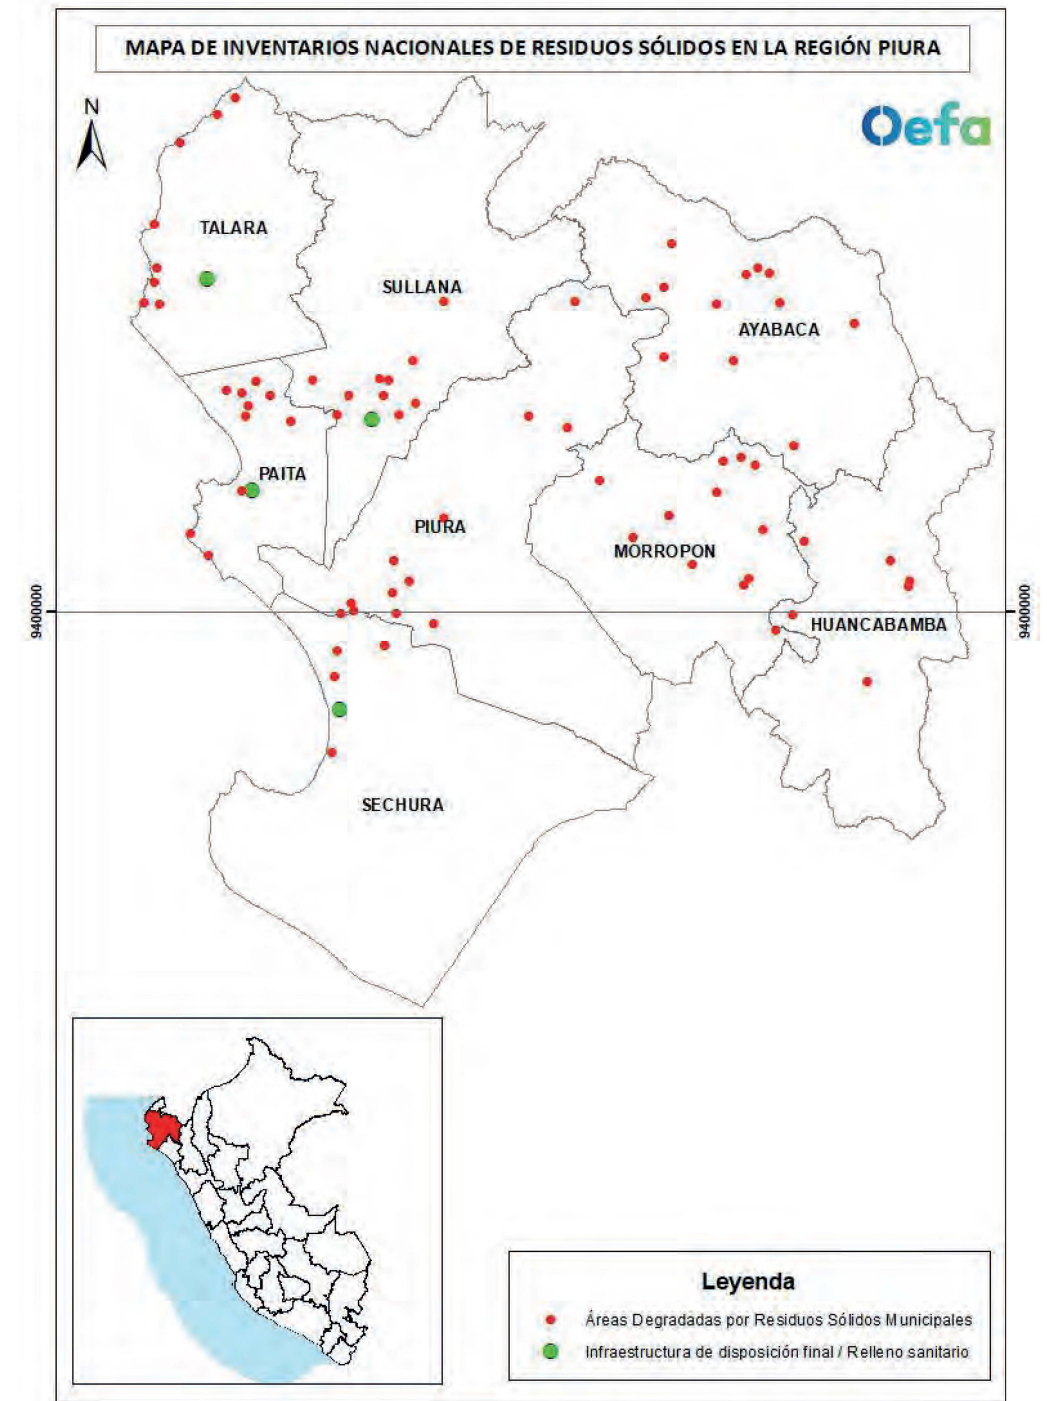 MAPA DE INVENTARIOS NACIONALES DE RESIDUOS SÓLIDOS EN LA REGIÓN PIURA
N
Oefa
TALARA
SULLANA
AYABACA
PAITA
PIURA
MORROPON
9400000
9400000
HUANCABAMBA
SECHURA
Leyenda
Áreas Degradadas por Residuos Sólidos Municipales
Infraestructura de disposición final / Relleno sanitario